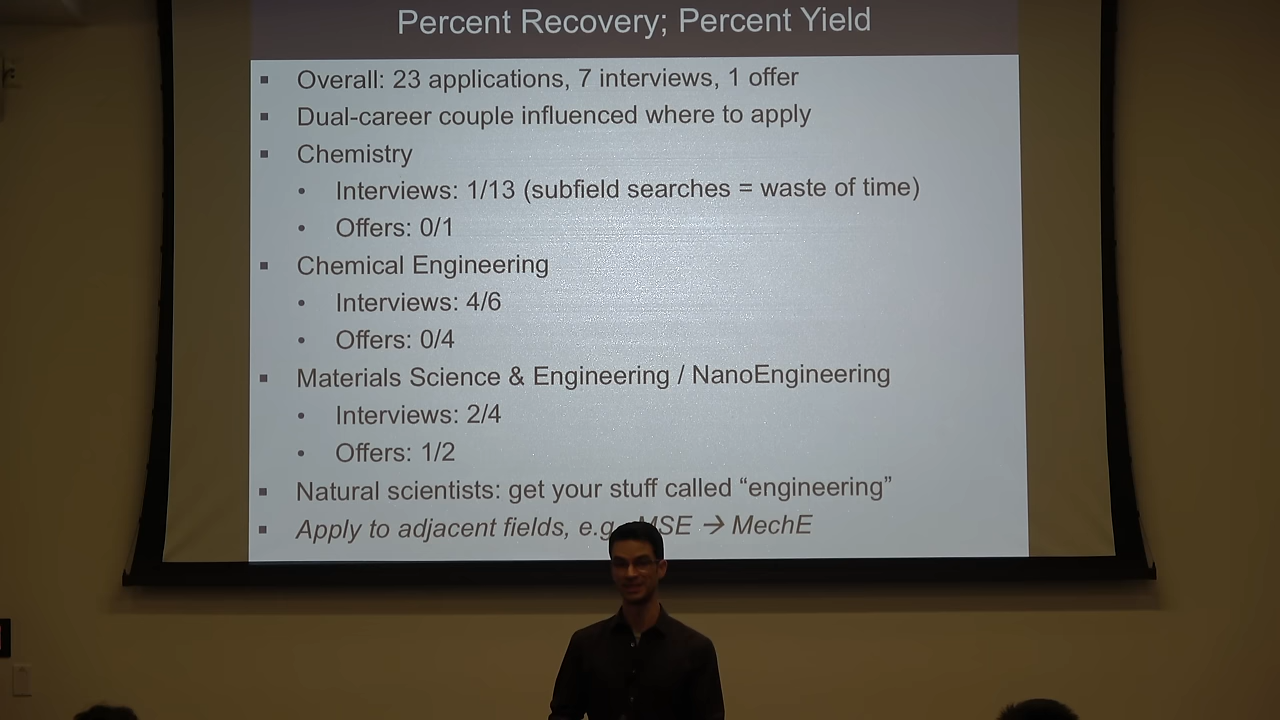 Percent Recovery; Percent Yield
▪ Overall: 23 applications, 7 interviews, 1 offer
▪ Dual-career couple influenced where to apply
▪ Chemistry
• Interviews: 1/13 (subfield searches = waste of time)
• Offers: 0/1
▪ Chemical Engineering
• Interviews: 4/6
• Offers: 0/4
▪ Materials Science & Engineering / NanoEngineering
• Interviews: 2/4
• Offers: 1/2
▪ Natural scientists: get your stuff called “engineering”
▪ Apply to adjacent fields, e.g. MSE → MechE